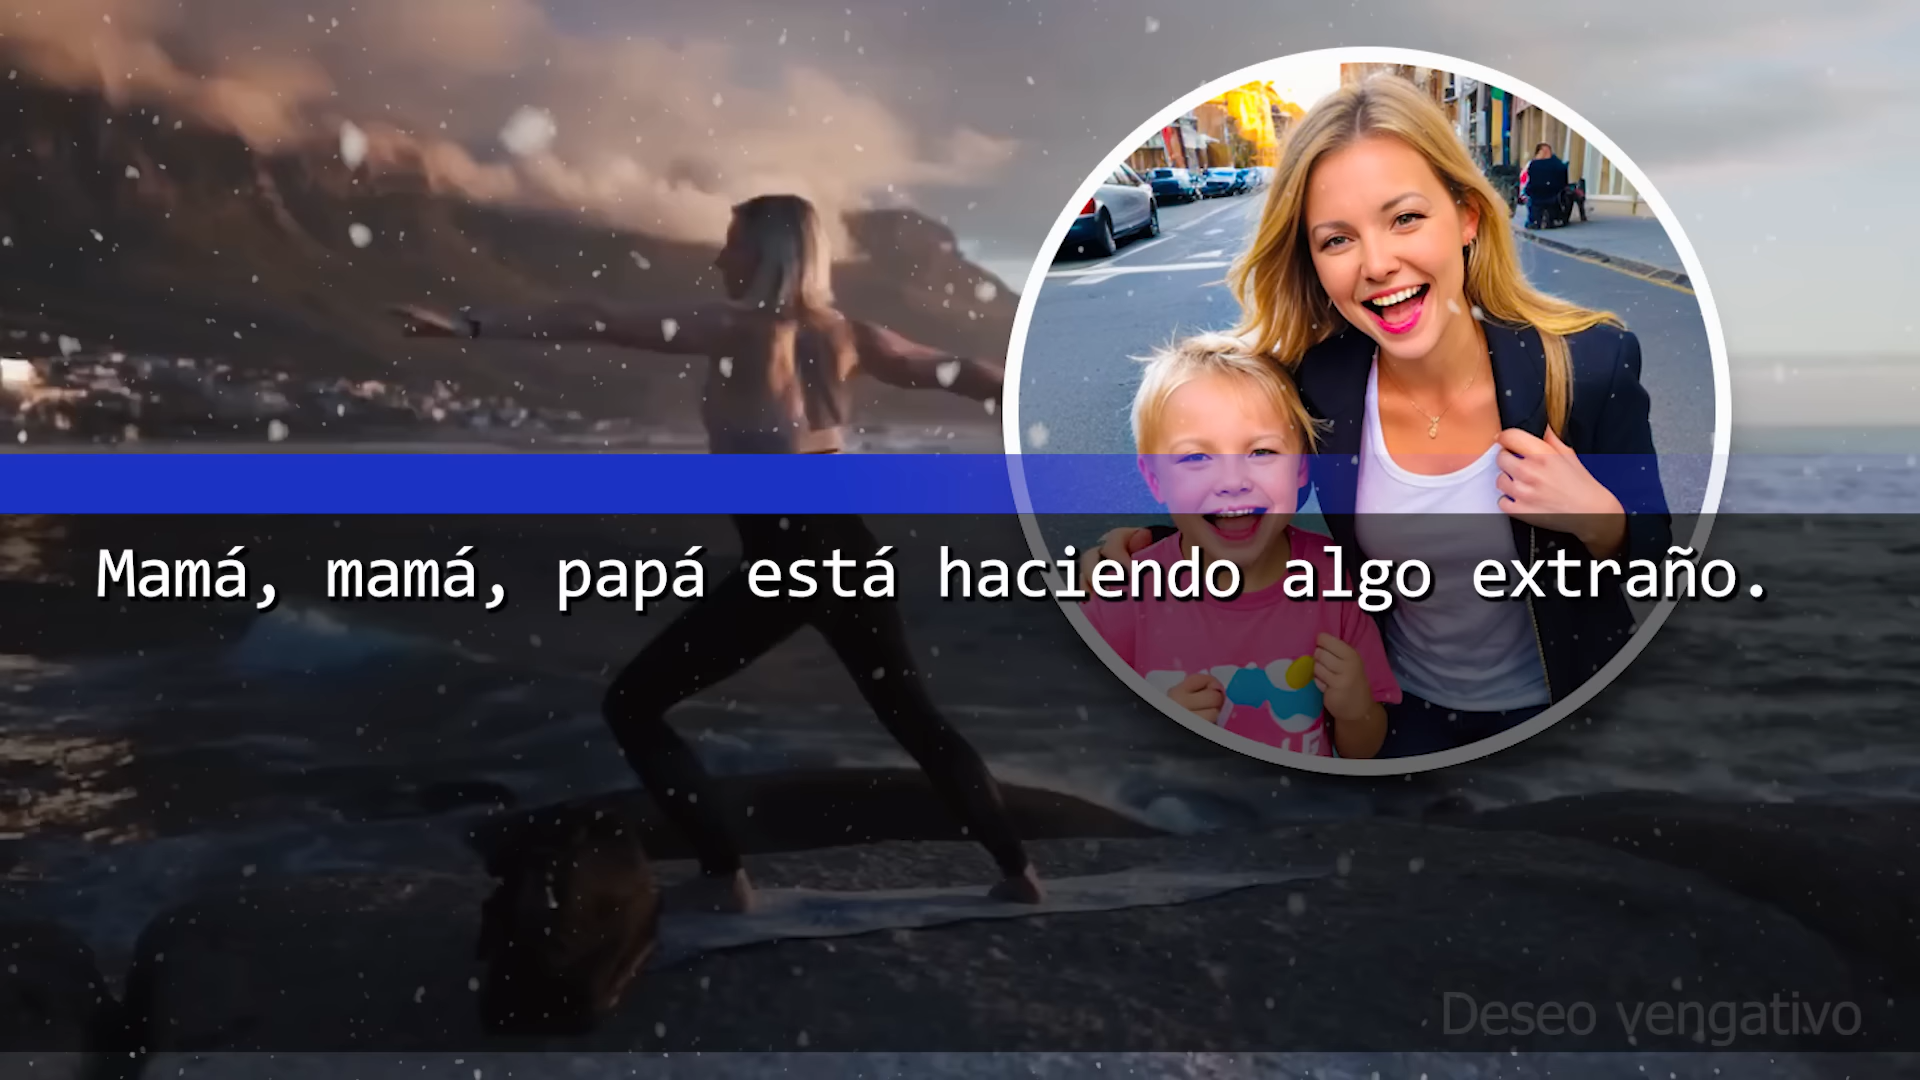 Mamá, mamá, papá está haciendo algo extraño.
Deseo vengativo